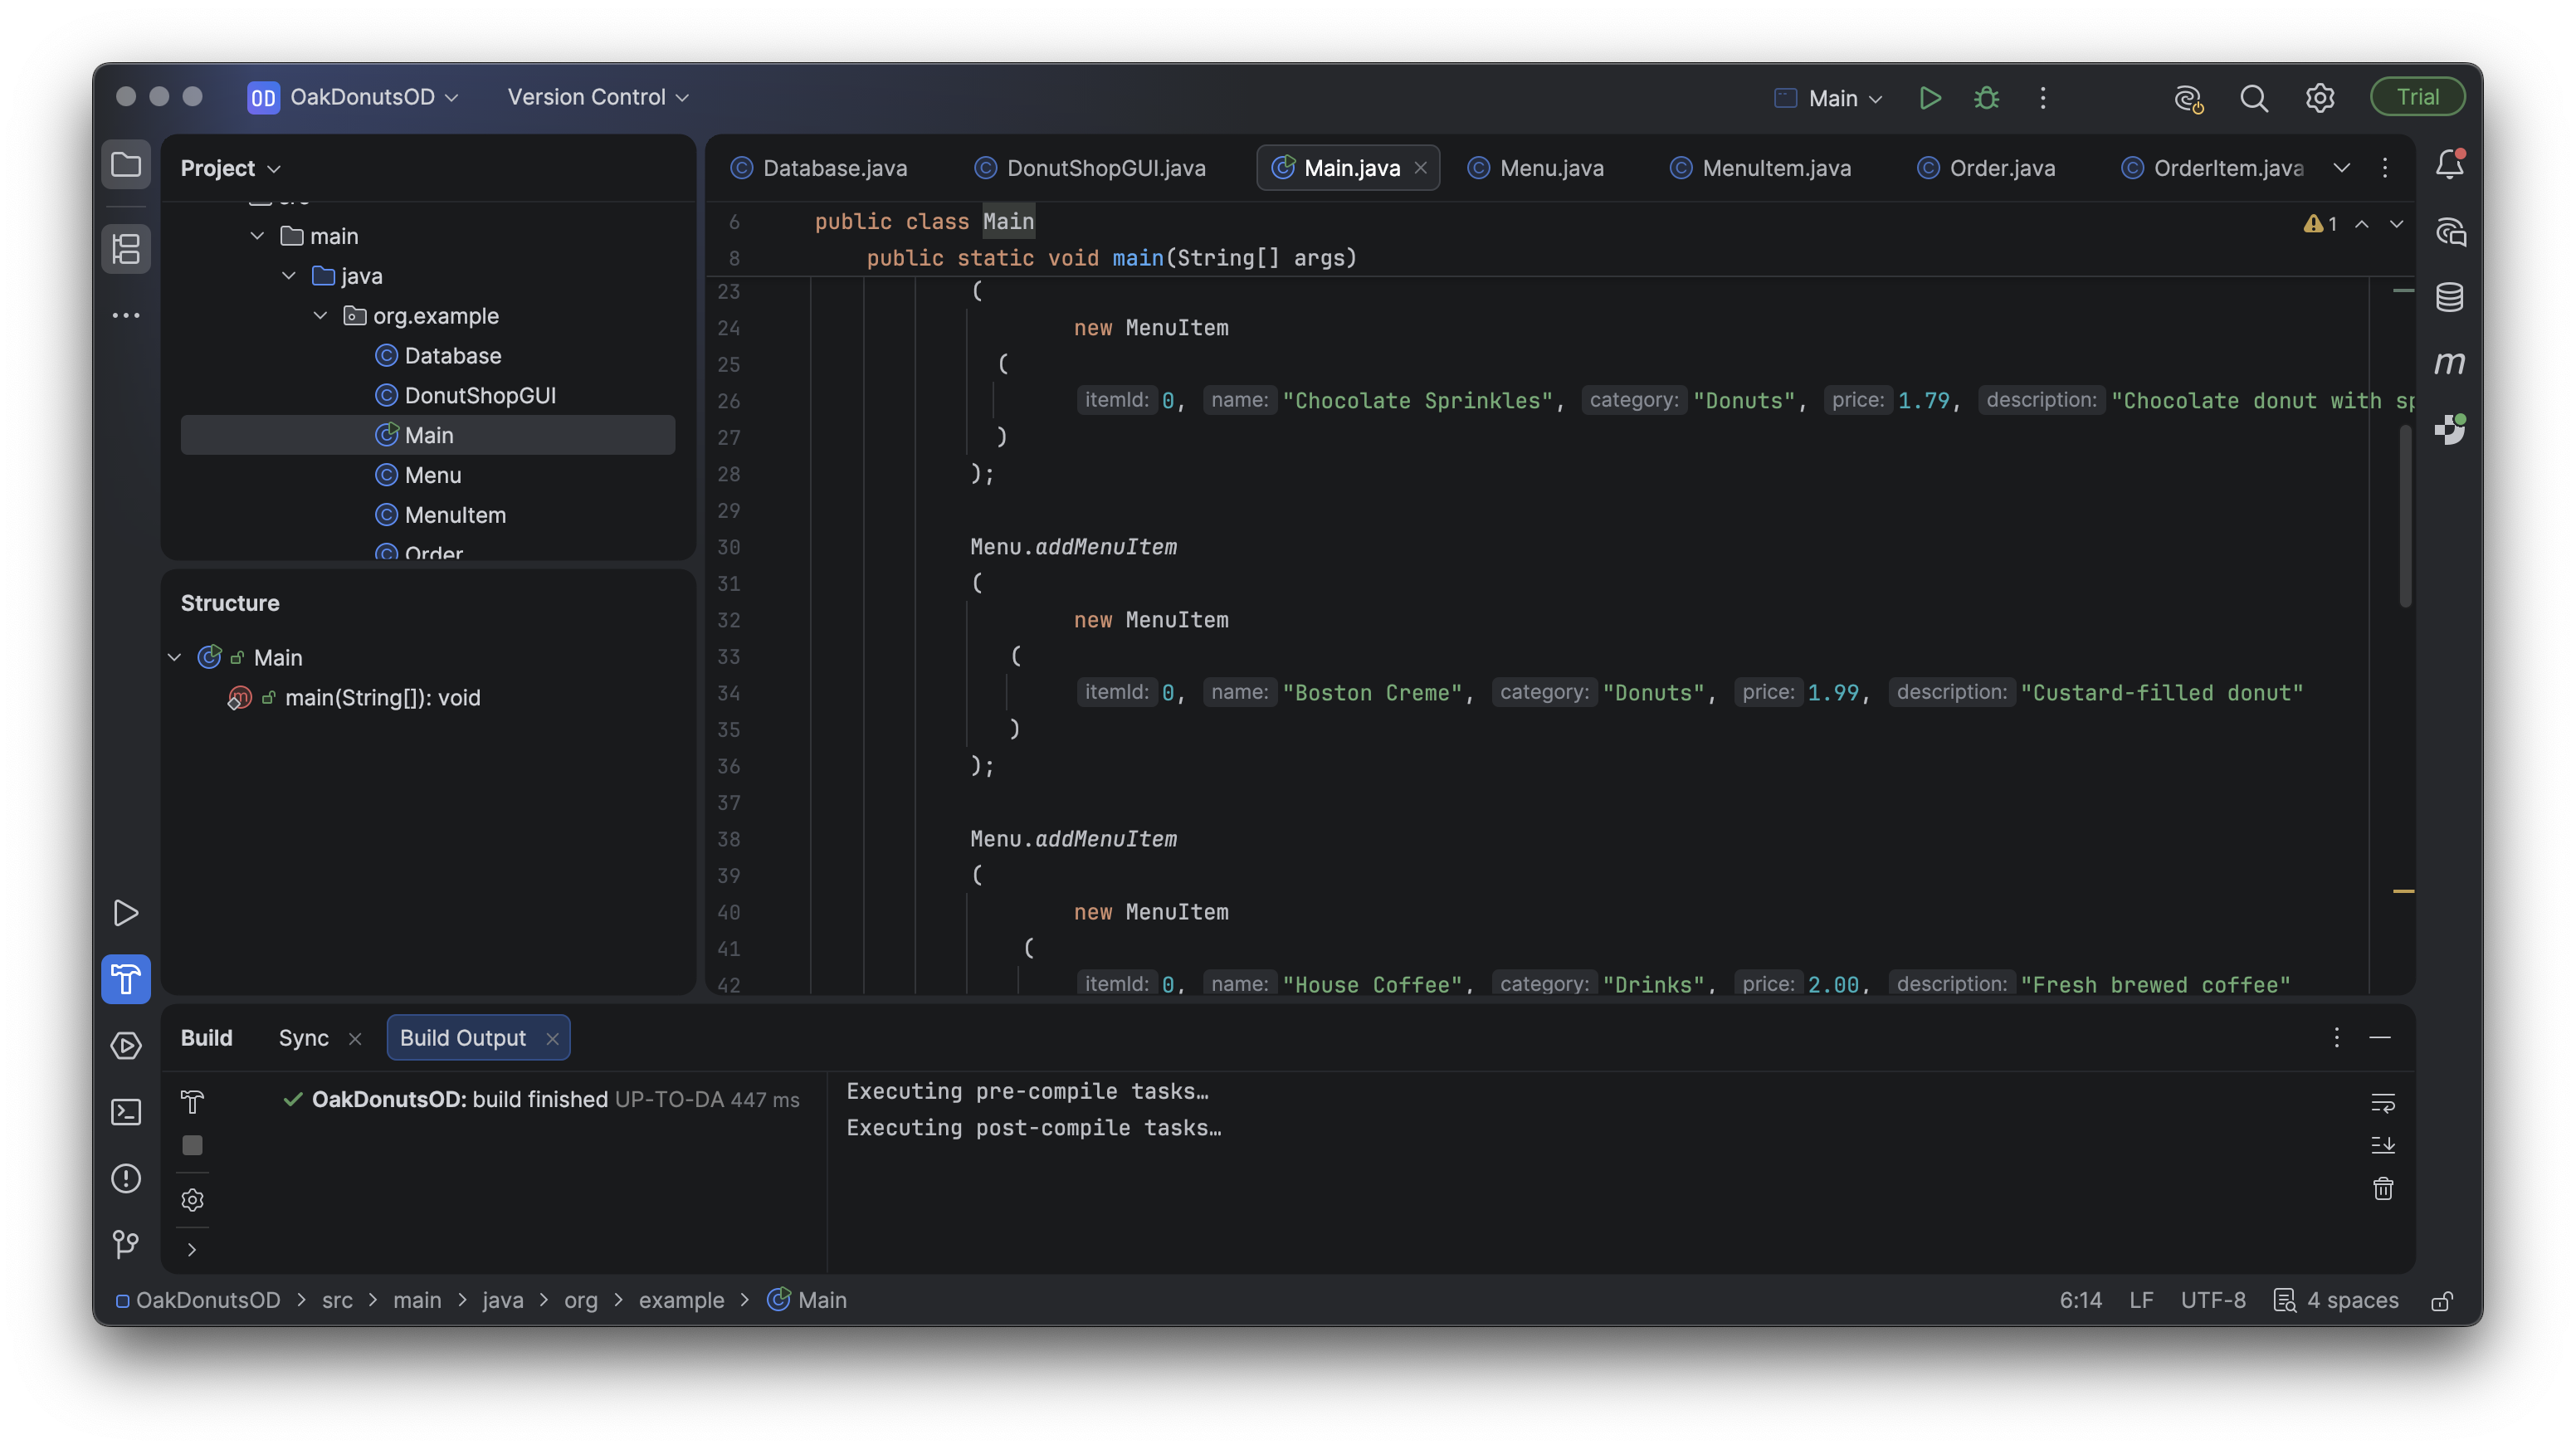 OD OakDonutsOD Version Control Main Trial
Project
src
main
java
org.example
Database
DonutShopGUI
Main
Menu
MenuItem
Order
Structure
Main
main(String[]): void
Database.java DonutShopGUI.java Main.java Menu.java MenuItem.java Order.java OrderItem.java
6 public class Main
1
8 public static void main(String[] args)
23 (
24 new MenuItem
25 (
26 itemId: 0, name: "Chocolate Sprinkles", category: "Donuts", price: 1.79, description: "Chocolate donut with sp
27 )
28 );
29
30 Menu.addMenuItem
31 (
32 new MenuItem
33 (
34 itemId: 0, name: "Boston Creme", category: "Donuts", price: 1.99, description: "Custard-filled donut"
35 )
36 );
37
38 Menu.addMenuItem
39 (
40 new MenuItem
41 (
42 itemId: 0, name: "House Coffee", category: "Drinks", price: 2.00, description: "Fresh brewed coffee"
m
Build Sync Build Output
OakDonutsOD: build finished UP-TO-DA 447 ms
Executing pre-compile tasks…
Executing post-compile tasks…
OakDonutsOD > src > main > java > org > example > Main
6:14 LF UTF-8 4 spaces